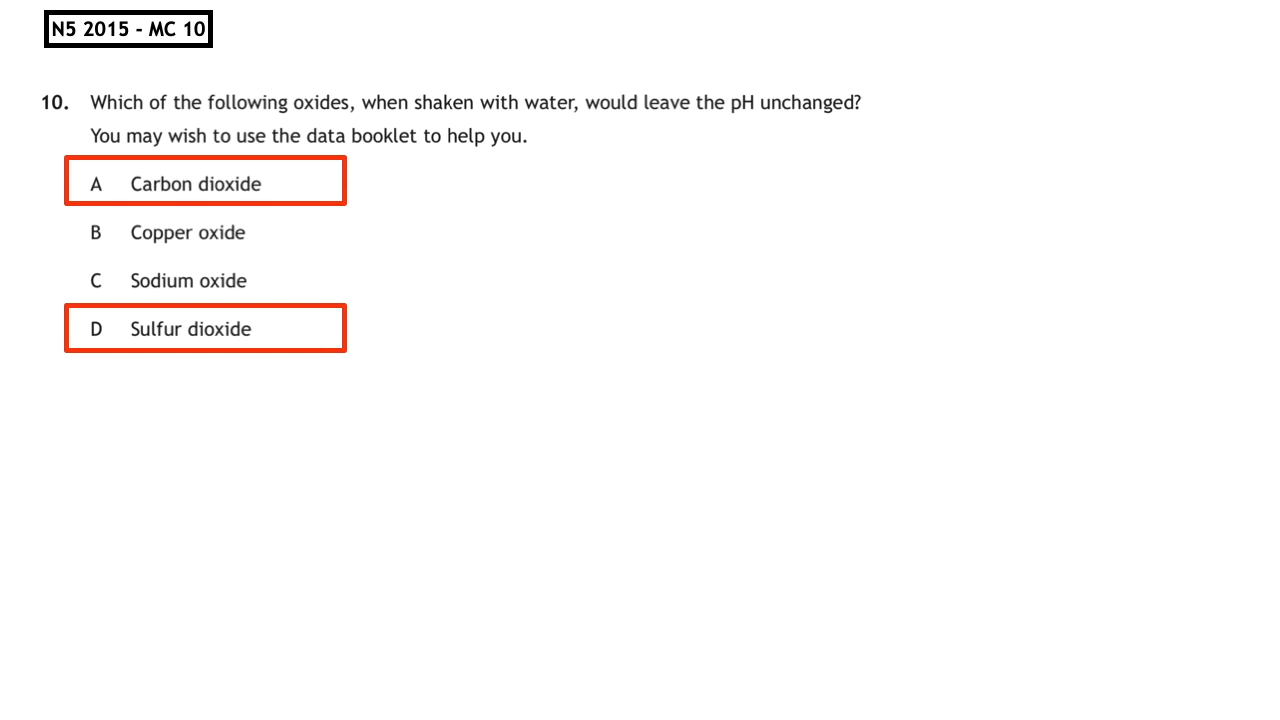 N5 2015 - MC 10
10. Which of the following oxides, when shaken with water, would leave the pH unchanged?
You may wish to use the data booklet to help you.
A Carbon dioxide
B Copper oxide
C Sodium oxide
D Sulfur dioxide